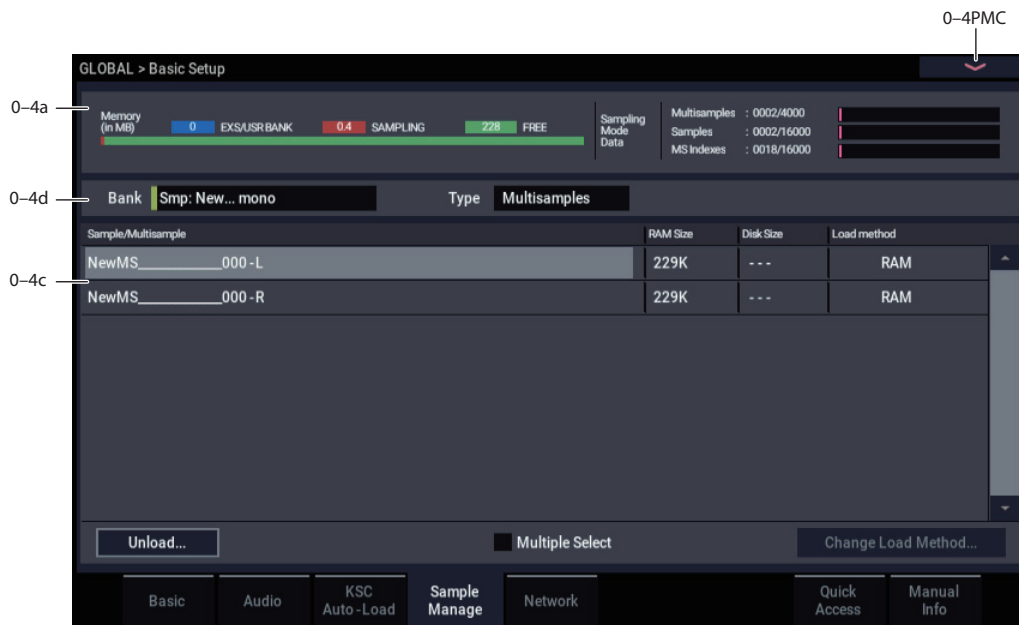 0–4PMC
GLOBAL > Basic Setup
0–4a
Memory
(in MB)
0 EXS/USR BANK 0.4 SAMPLING 228 FREE
Sampling
Mode
Data
Multisamples : 0002/4000
Samples : 0002/16000
MS Indexes : 0018/16000
0–4d
Bank Smp: New... mono Type Multisamples
Sample/Multisample RAM Size Disk Size Load method
NewMS__________000-L 229K --- RAM
0–4c
NewMS__________000-R 229K --- RAM
Unload... Multiple Select Change Load Method...
Basic Audio KSC
Auto-Load Sample
Manage Network Quick
Access Manual
Info